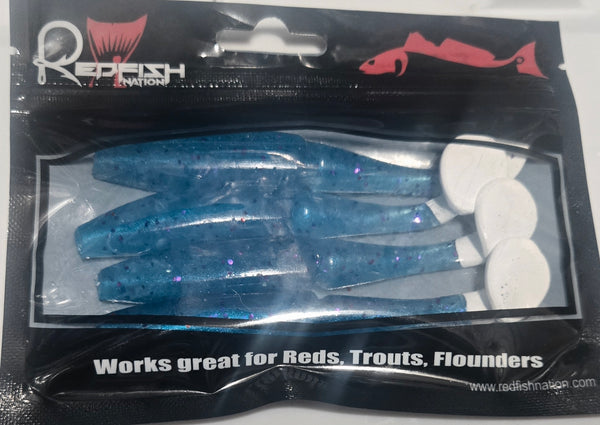 REDFISH
NATION
Works great for Reds, Trouts, Flounders
www.redfishnation.com